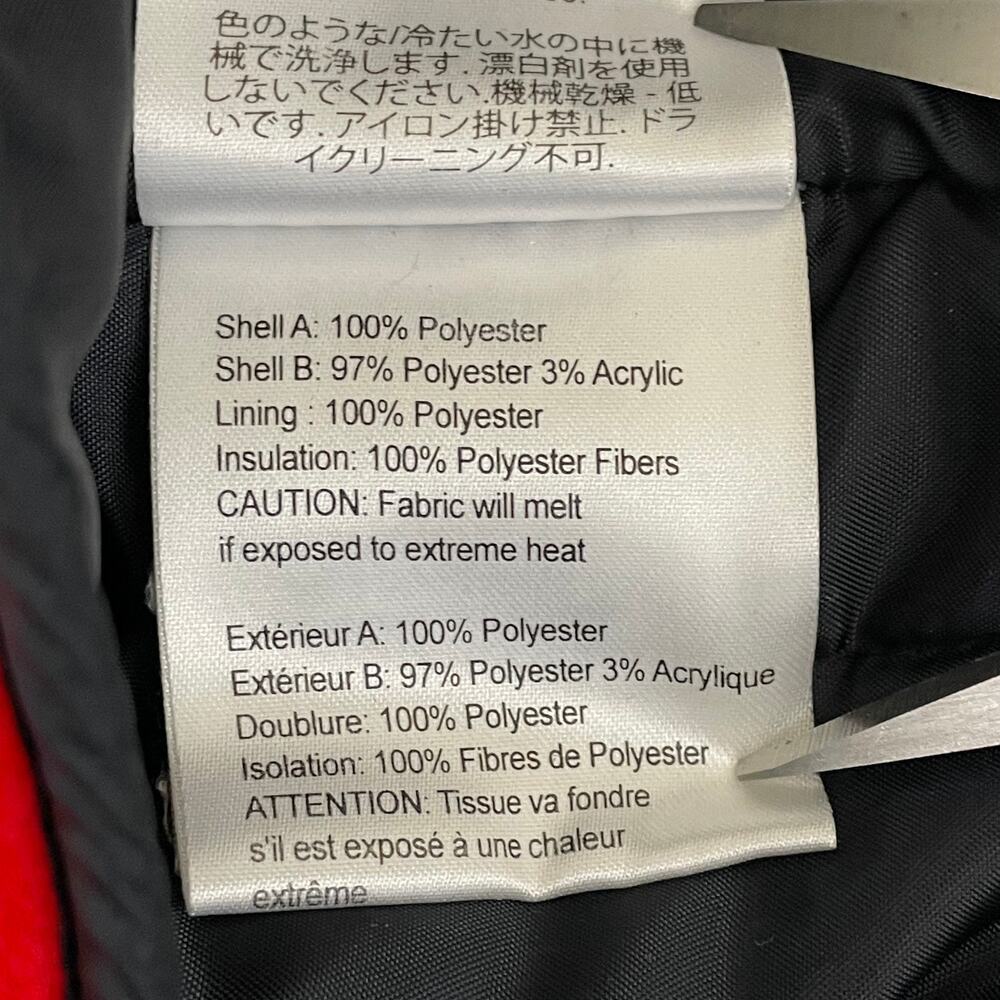 色のような/冷たい水の中に機
械で洗浄します.漂白剤を使用
しないでください.機械乾燥 - 低
いです.アイロン掛け禁止.ドラ
イクリーニング不可.
Shell A: 100% Polyester
Shell B: 97% Polyester 3% Acrylic
Lining : 100% Polyester
Insulation: 100% Polyester Fibers
CAUTION: Fabric will melt
if exposed to extreme heat
Extérieur A: 100% Polyester
Extérieur B: 97% Polyester 3% Acrylique
Doublure: 100% Polyester
Isolation: 100% Fibres de Polyester
ATTENTION: Tissue va fondre
s'il est exposé à une chaleur
extrême